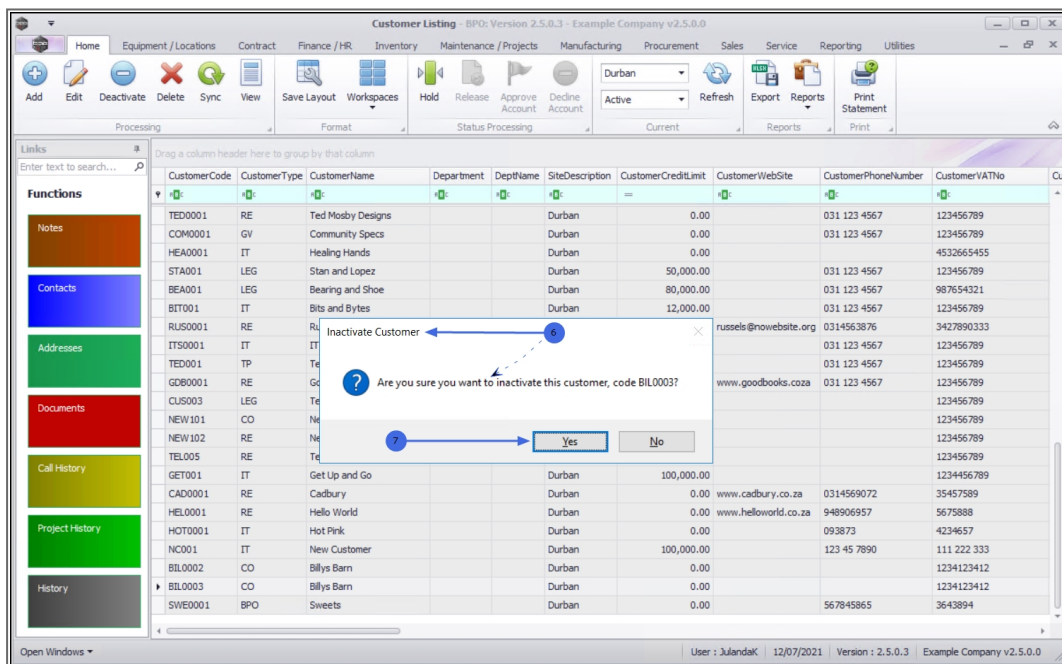 Customer Listing - BPO: Version 2.5.0.3 - Example Company v2.5.0.0
Home Equipment / Locations Contract Finance / HR Inventory Maintenance / Projects Manufacturing Procurement Sales Service Reporting Utilities
Add Edit Deactivate Delete Sync View Save Layout Workspaces Hold Release Approve Account Decline Account Durban Active Refresh Export Reports Print Statement
Processing Format Status Processing Current Reports Print
Links
Drag a column header here to group by that column
Enter text to search...
CustomerCode CustomerType CustomerName Department DeptName SiteDescription CustomerCreditLimit CustomerWebSite CustomerPhoneNumber CustomerVATNo Cu
Functions
Notes
Contacts
Addresses
Documents
Call History
Project History
History
TED0001 RE Ted Mosby Designs Durban 0.00 031 123 4567 123456789
COM0001 GV Community Specs Durban 0.00 031 123 4567 123456789
HEA0001 IT Healing Hands Durban 0.00 4532665455
STA001 LEG Stan and Lopez Durban 50,000.00 031 123 4567 123456789
BEA001 LEG Bearing and Shoe Durban 80,000.00 031 123 4567 987654321
BIT001 IT Bits and Bytes Durban 12,000.00 031 123 4567 123456789
RUS0001 RE Ru russels@nowebsite.org 0314563876 3427890333
ITS0001 IT IT 031 123 4567 123456789
TED001 TP Te 031 123 4567 123456789
GDB0001 RE Go www.goodbooks.coza 031 123 4567 123456789
CUS003 LEG Te 123456789
NEW101 CO Ne 123456789
NEW102 RE Ne 123456789
TEL005 RE Te 123456789
GET001 IT Get Up and Go Durban 100,000.00 1234456789
CAD0001 RE Cadbury Durban 0.00 www.cadbury.co.za 0314569072 35457589
HEL0001 RE Hello World Durban 0.00 www.helloworld.co.za 948906957 5675888
HOT0001 IT Hot Pink Durban 0.00 093873 4234657
NC001 IT New Customer Durban 100,000.00 123 45 7890 111 222 333
BIL0002 CO Billys Barn Durban 0.00 1234123412
BIL0003 CO Billys Barn Durban 0.00 1234123412
SWE0001 BPO Sweets Durban 0.00 567845865 3643894
Inactivate Customer
6
Are you sure you want to inactivate this customer, code BIL0003?
7
Yes No
Open Windows User : JulandaK 12/07/2021 Version : 2.5.0.3 Example Company v2.5.0.0